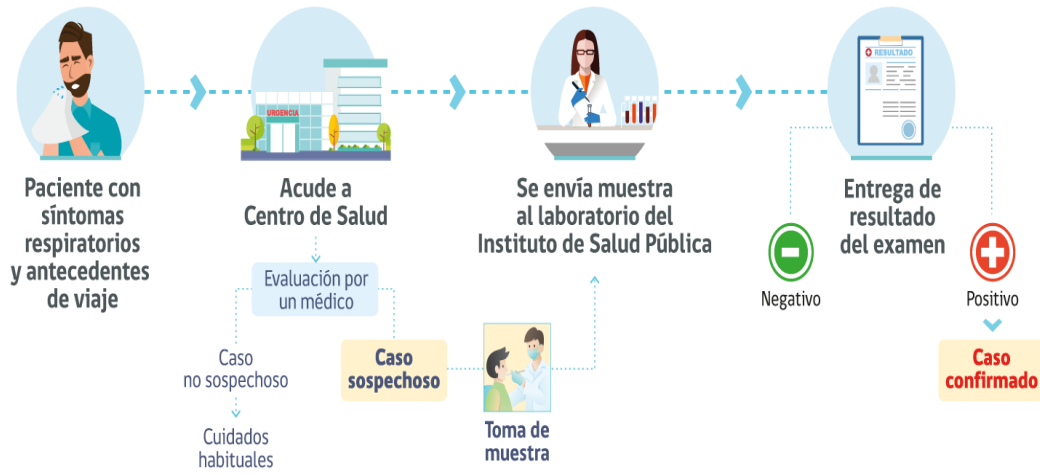 Paciente con
síntomas
respiratorios
y antecedentes
de viaje
Acude a
Centro de Salud
URGENCIA
Evaluación por
un médico
Caso
no sospechoso
Cuidados
habituales
Caso
sospechoso
Toma de
muestra
Se envía muestra
al laboratorio del
Instituto de Salud Pública
RESULTADO
Entrega de
resultado
del examen
Negativo
Positivo
Caso
confirmado